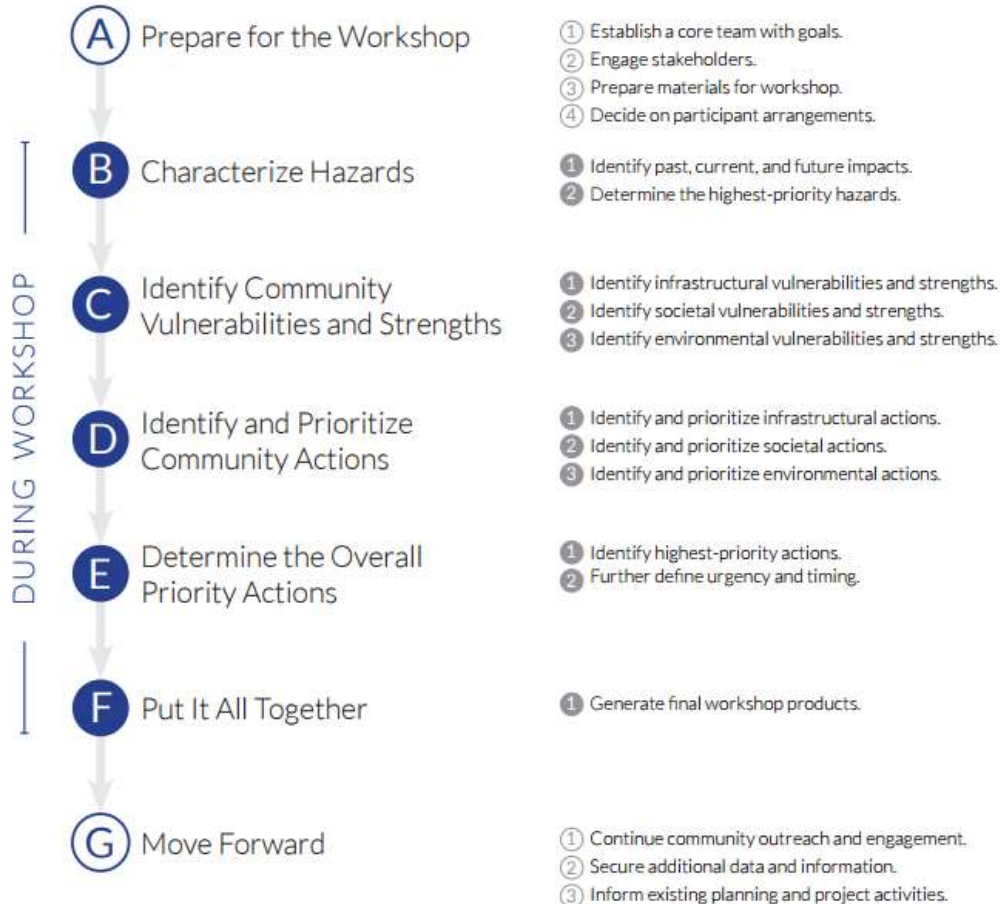 A Prepare for the Workshop
1 Establish a core team with goals.
2 Engage stakeholders.
3 Prepare materials for workshop.
4 Decide on participant arrangements.
DURING WORKSHOP
B Characterize Hazards
1 Identify past, current, and future impacts.
2 Determine the highest-priority hazards.
C Identify Community
Vulnerabilities and Strengths
1 Identify infrastructural vulnerabilities and strengths.
2 Identify societal vulnerabilities and strengths.
3 Identify environmental vulnerabilities and strengths.
D Identify and Prioritize
Community Actions
1 Identify and prioritize infrastructural actions.
2 Identify and prioritize societal actions.
3 Identify and prioritize environmental actions.
E Determine the Overall
Priority Actions
1 Identify highest-priority actions.
2 Further define urgency and timing.
F Put It All Together
1 Generate final workshop products.
G Move Forward
1 Continue community outreach and engagement.
2 Secure additional data and information.
3 Inform existing planning and project activities.